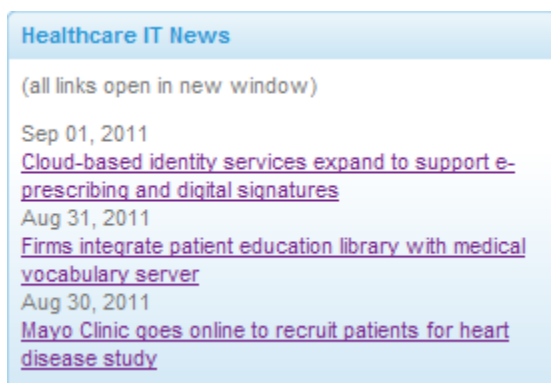 Healthcare IT News
(all links open in new window)
Sep 01, 2011
Cloud-based identity services expand to support e-
prescribing and digital signatures
Aug 31, 2011
Firms integrate patient education library with medical
vocabulary server
Aug 30, 2011
Mayo Clinic goes online to recruit patients for heart
disease study